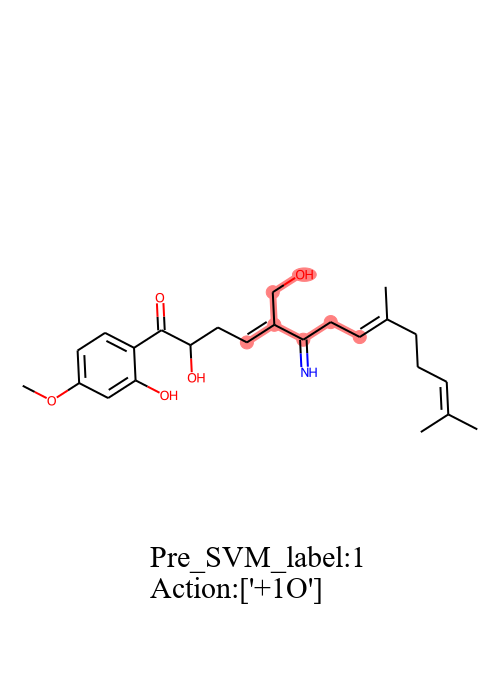 OH
O
OH
NH
OH
O
Pre_SVM_label:1
Action:['+1O']